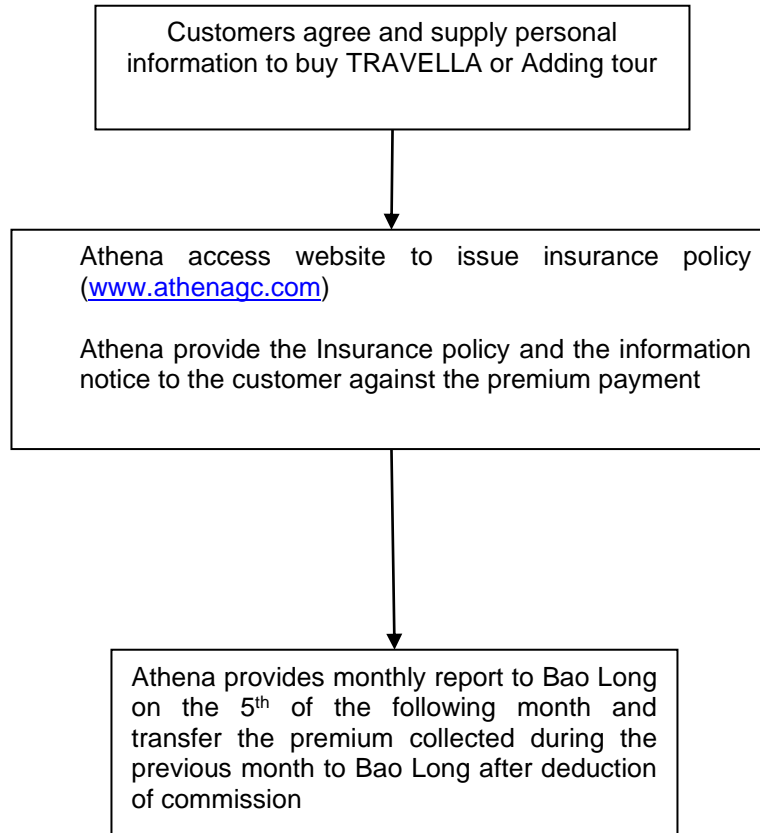 Customers agree and supply personal
information to buy TRAVELLA or Adding tour
Athena access website to issue insurance policy
(www.athenagc.com)
Athena provide the Insurance policy and the information
notice to the customer against the premium payment
Athena provides monthly report to Bao Long
on the 5th of the following month and
transfer the premium collected during the
previous month to Bao Long after deduction
of commission